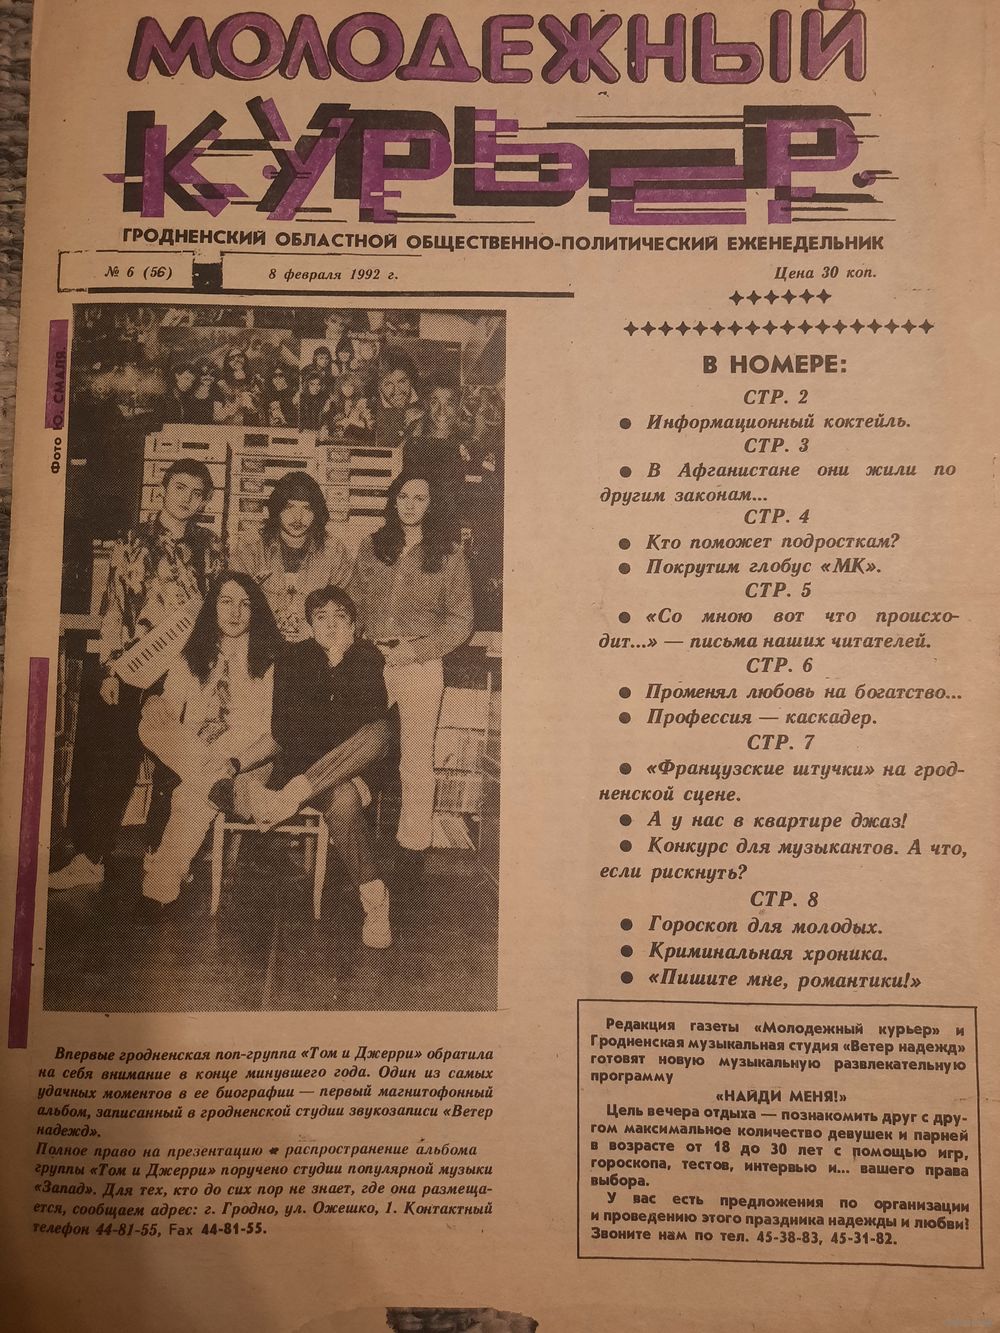 МОЛОДЕЖНЫЙ
КУРЬЕР
ГРОДНЕНСКИЙ ОБЛАСТНОЙ ОБЩЕСТВЕННО-ПОЛИТИЧЕСКИЙ ЕЖЕНЕДЕЛЬНИК
№ 6 (56)
8 февраля 1992 г.
Цена 30 коп.
Фото Ю. СМАЛЯ.
Впервые гродненская поп-группа «Том и Джерри» обратила
на себя внимание в конце минувшего года. Один из самых
удачных моментов в ее биографии — первый магнитофонный
альбом, записанный в гродненской студии звукозаписи «Ветер
надежд».
Полное право на презентацию и распространение альбома
группы «Том и Джерри» поручено студии популярной музыки
«Запад». Для тех, кто до сих пор не знает, где она размеща-
ется, сообщаем адрес: г. Гродно, ул. Ожешко, 1. Контактный
телефон 44-81-55, Fax 44-81-55.
В НОМЕРЕ:
СТР. 2
● Информационный коктейль.
СТР. 3
● В Афганистане они жили по
другим законам...
СТР. 4
● Кто поможет подросткам?
● Покрутим глобус «МК».
СТР. 5
● «Со мною вот что происхо-
дит...» — письма наших читателей.
СТР. 6
● Променял любовь на богатство...
● Профессия — каскадер.
СТР. 7
● «Французские штучки» на грод-
ненской сцене.
● А у нас в квартире джаз!
● Конкурс для музыкантов. А что,
если рискнуть?
СТР. 8
● Гороскоп для молодых.
● Криминальная хроника.
● «Пишите мне, романтики!»
Редакция газеты «Молодежный курьер» и
Гродненская музыкальная студия «Ветер надежд»
готовят новую музыкальную развлекательную
программу
«НАЙДИ МЕНЯ!»
Цель вечера отдыха — познакомить друг с дру-
гом максимальное количество девушек и парней
в возрасте от 18 до 30 лет с помощью игр,
гороскопа, тестов, интервью и... вашего права
выбора.
У вас есть предложения по организации
и проведению этого праздника надежды и любви?
Звоните нам по тел. 45-38-83, 45-31-82.